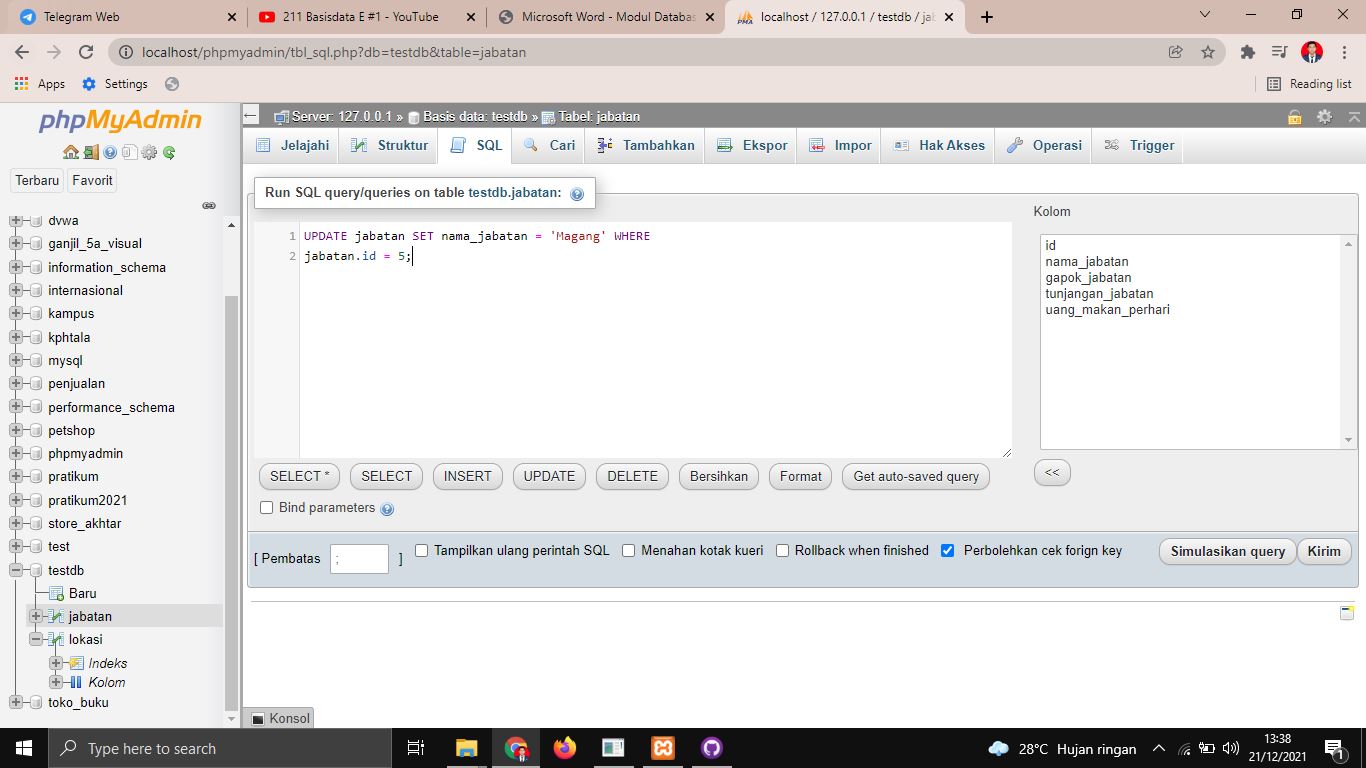 Telegram Web
211 Basisdata E #1 - YouTube
Microsoft Word - Modul Databas
localhost / 127.0.0.1 / testdb / jab
localhost/phpmyadmin/tbl_sql.php?db=testdb&table=jabatan
Apps
Settings
Reading list
phpMyAdmin
Terbaru
Favorit
dvwa
ganjil_5a_visual
information_schema
internasional
kampus
kphtala
mysql
penjualan
performance_schema
petshop
phpmyadmin
pratikum
pratikum2021
store_akhtar
test
testdb
Baru
jabatan
lokasi
Indeks
Kolom
toko_buku
Server: 127.0.0.1 » Basis data: testdb » Tabel: jabatan
Jelajahi
Struktur
SQL
Cari
Tambahkan
Ekspor
Impor
Hak Akses
Operasi
Trigger
Run SQL query/queries on table testdb.jabatan:
1 UPDATE jabatan SET nama_jabatan = 'Magang' WHERE
2 jabatan.id = 5;
Kolom
id
nama_jabatan
gapok_jabatan
tunjangan_jabatan
uang_makan_perhari
<<
SELECT *
SELECT
INSERT
UPDATE
DELETE
Bersihkan
Format
Get auto-saved query
Bind parameters
[ Pembatas ; ]
Tampilkan ulang perintah SQL
Menahan kotak kueri
Rollback when finished
Perbolehkan cek forign key
Simulasikan query
Kirim
Konsol
Type here to search
28°C Hujan ringan
13:38
21/12/2021
1